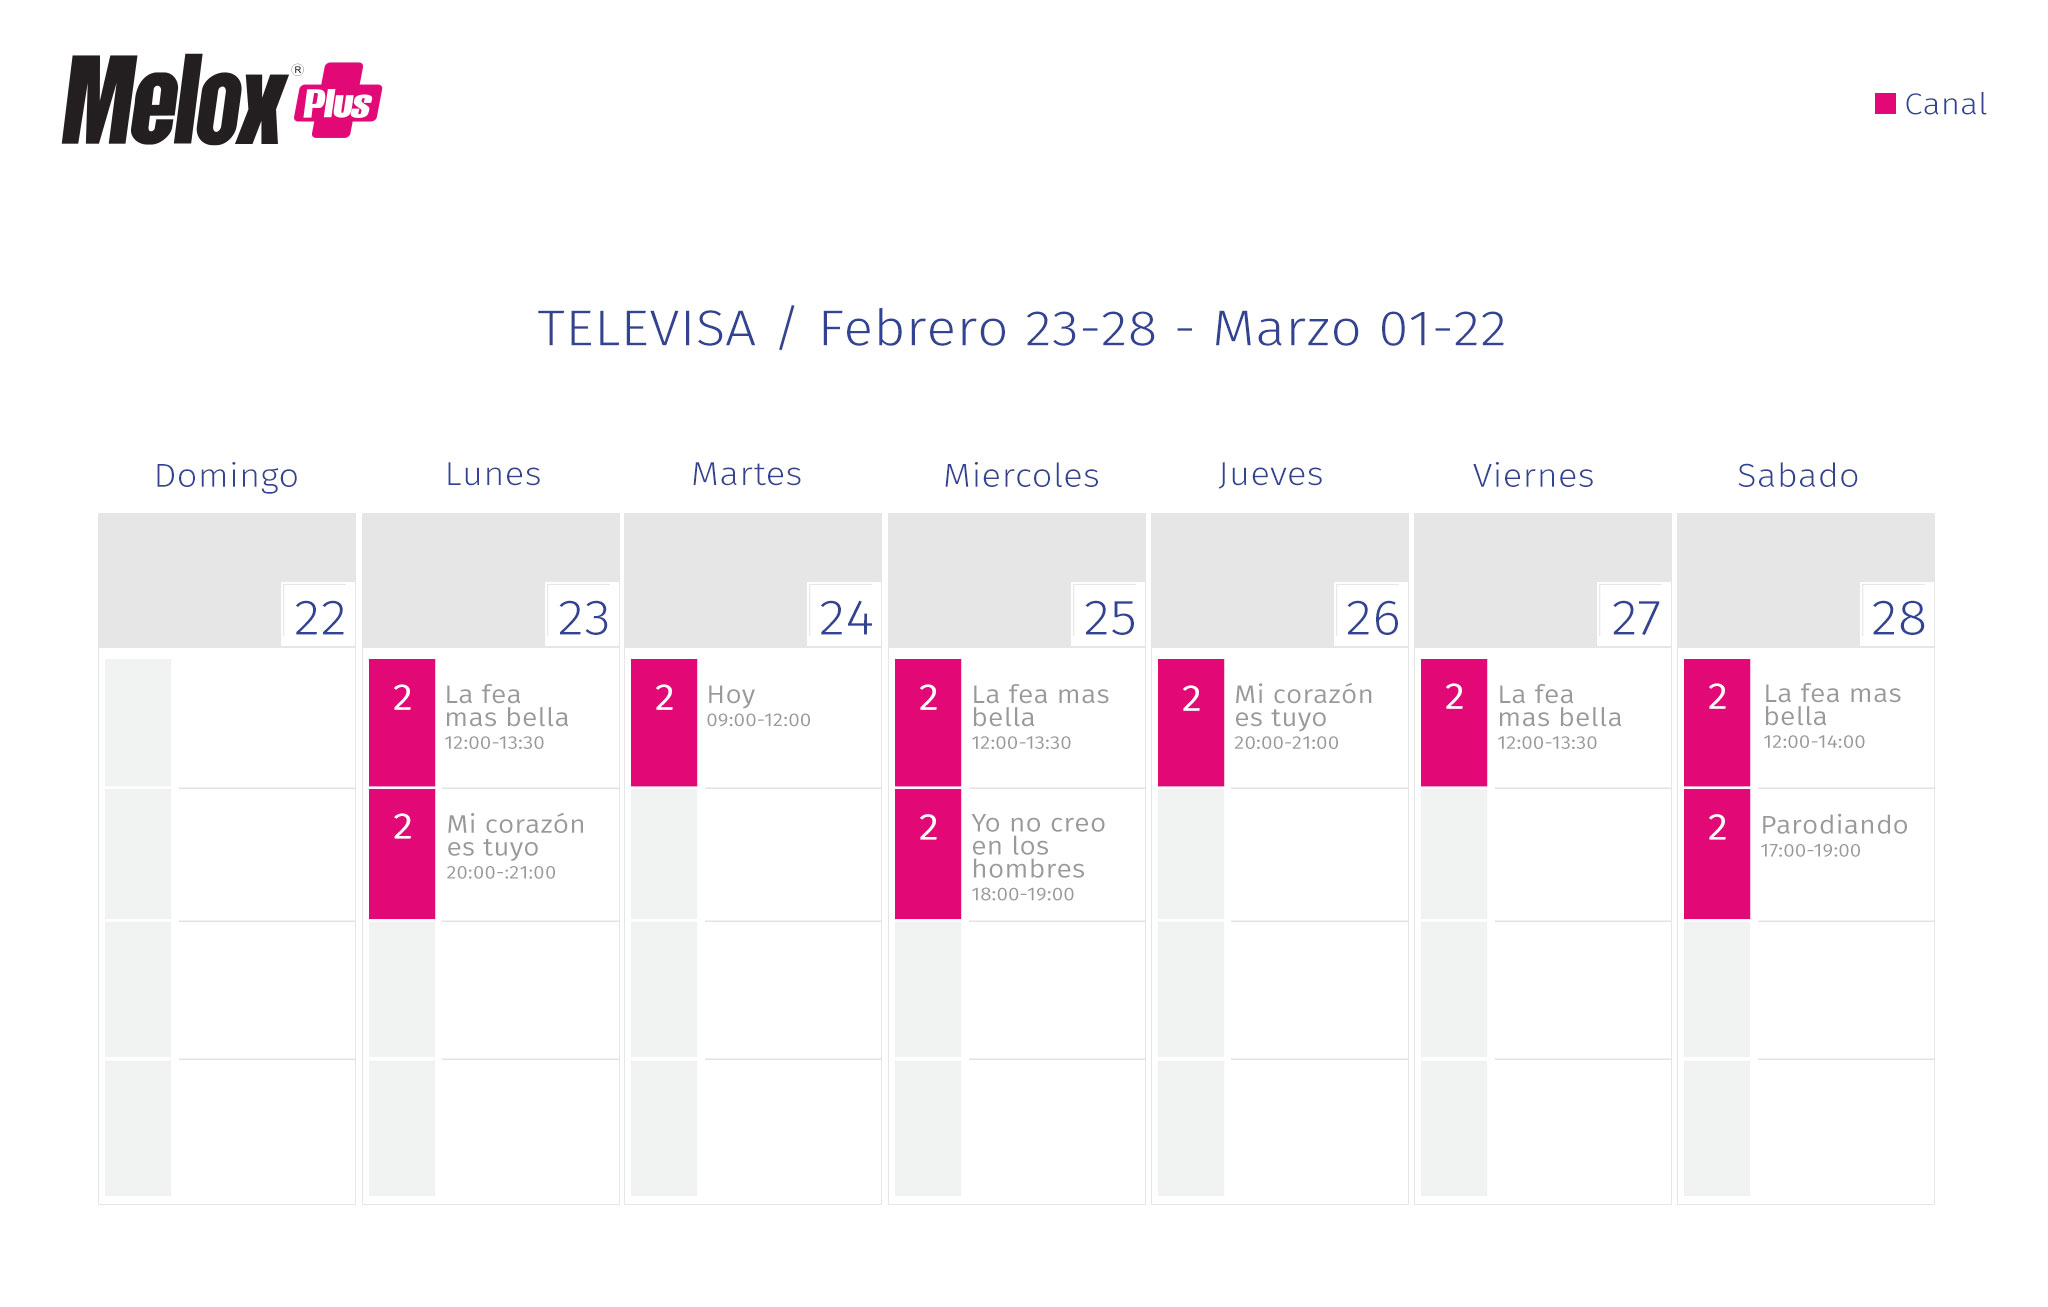 Melox® Plus
Canal
TELEVISA / Febrero 23-28 - Marzo 01-22
Domingo
Lunes
Martes
Miercoles
Jueves
Viernes
Sabado
22
23
24
25
26
27
28
2
La fea
mas bella
12:00-13:30
2
Hoy
09:00-12:00
2
La fea mas
bella
12:00-13:30
2
Mi corazón
es tuyo
20:00-21:00
2
La fea
mas bella
12:00-13:30
2
La fea mas
bella
12:00-14:00
2
Mi corazón
es tuyo
20:00-:21:00
2
Yo no creo
en los
hombres
18:00-19:00
2
Parodiando
17:00-19:00